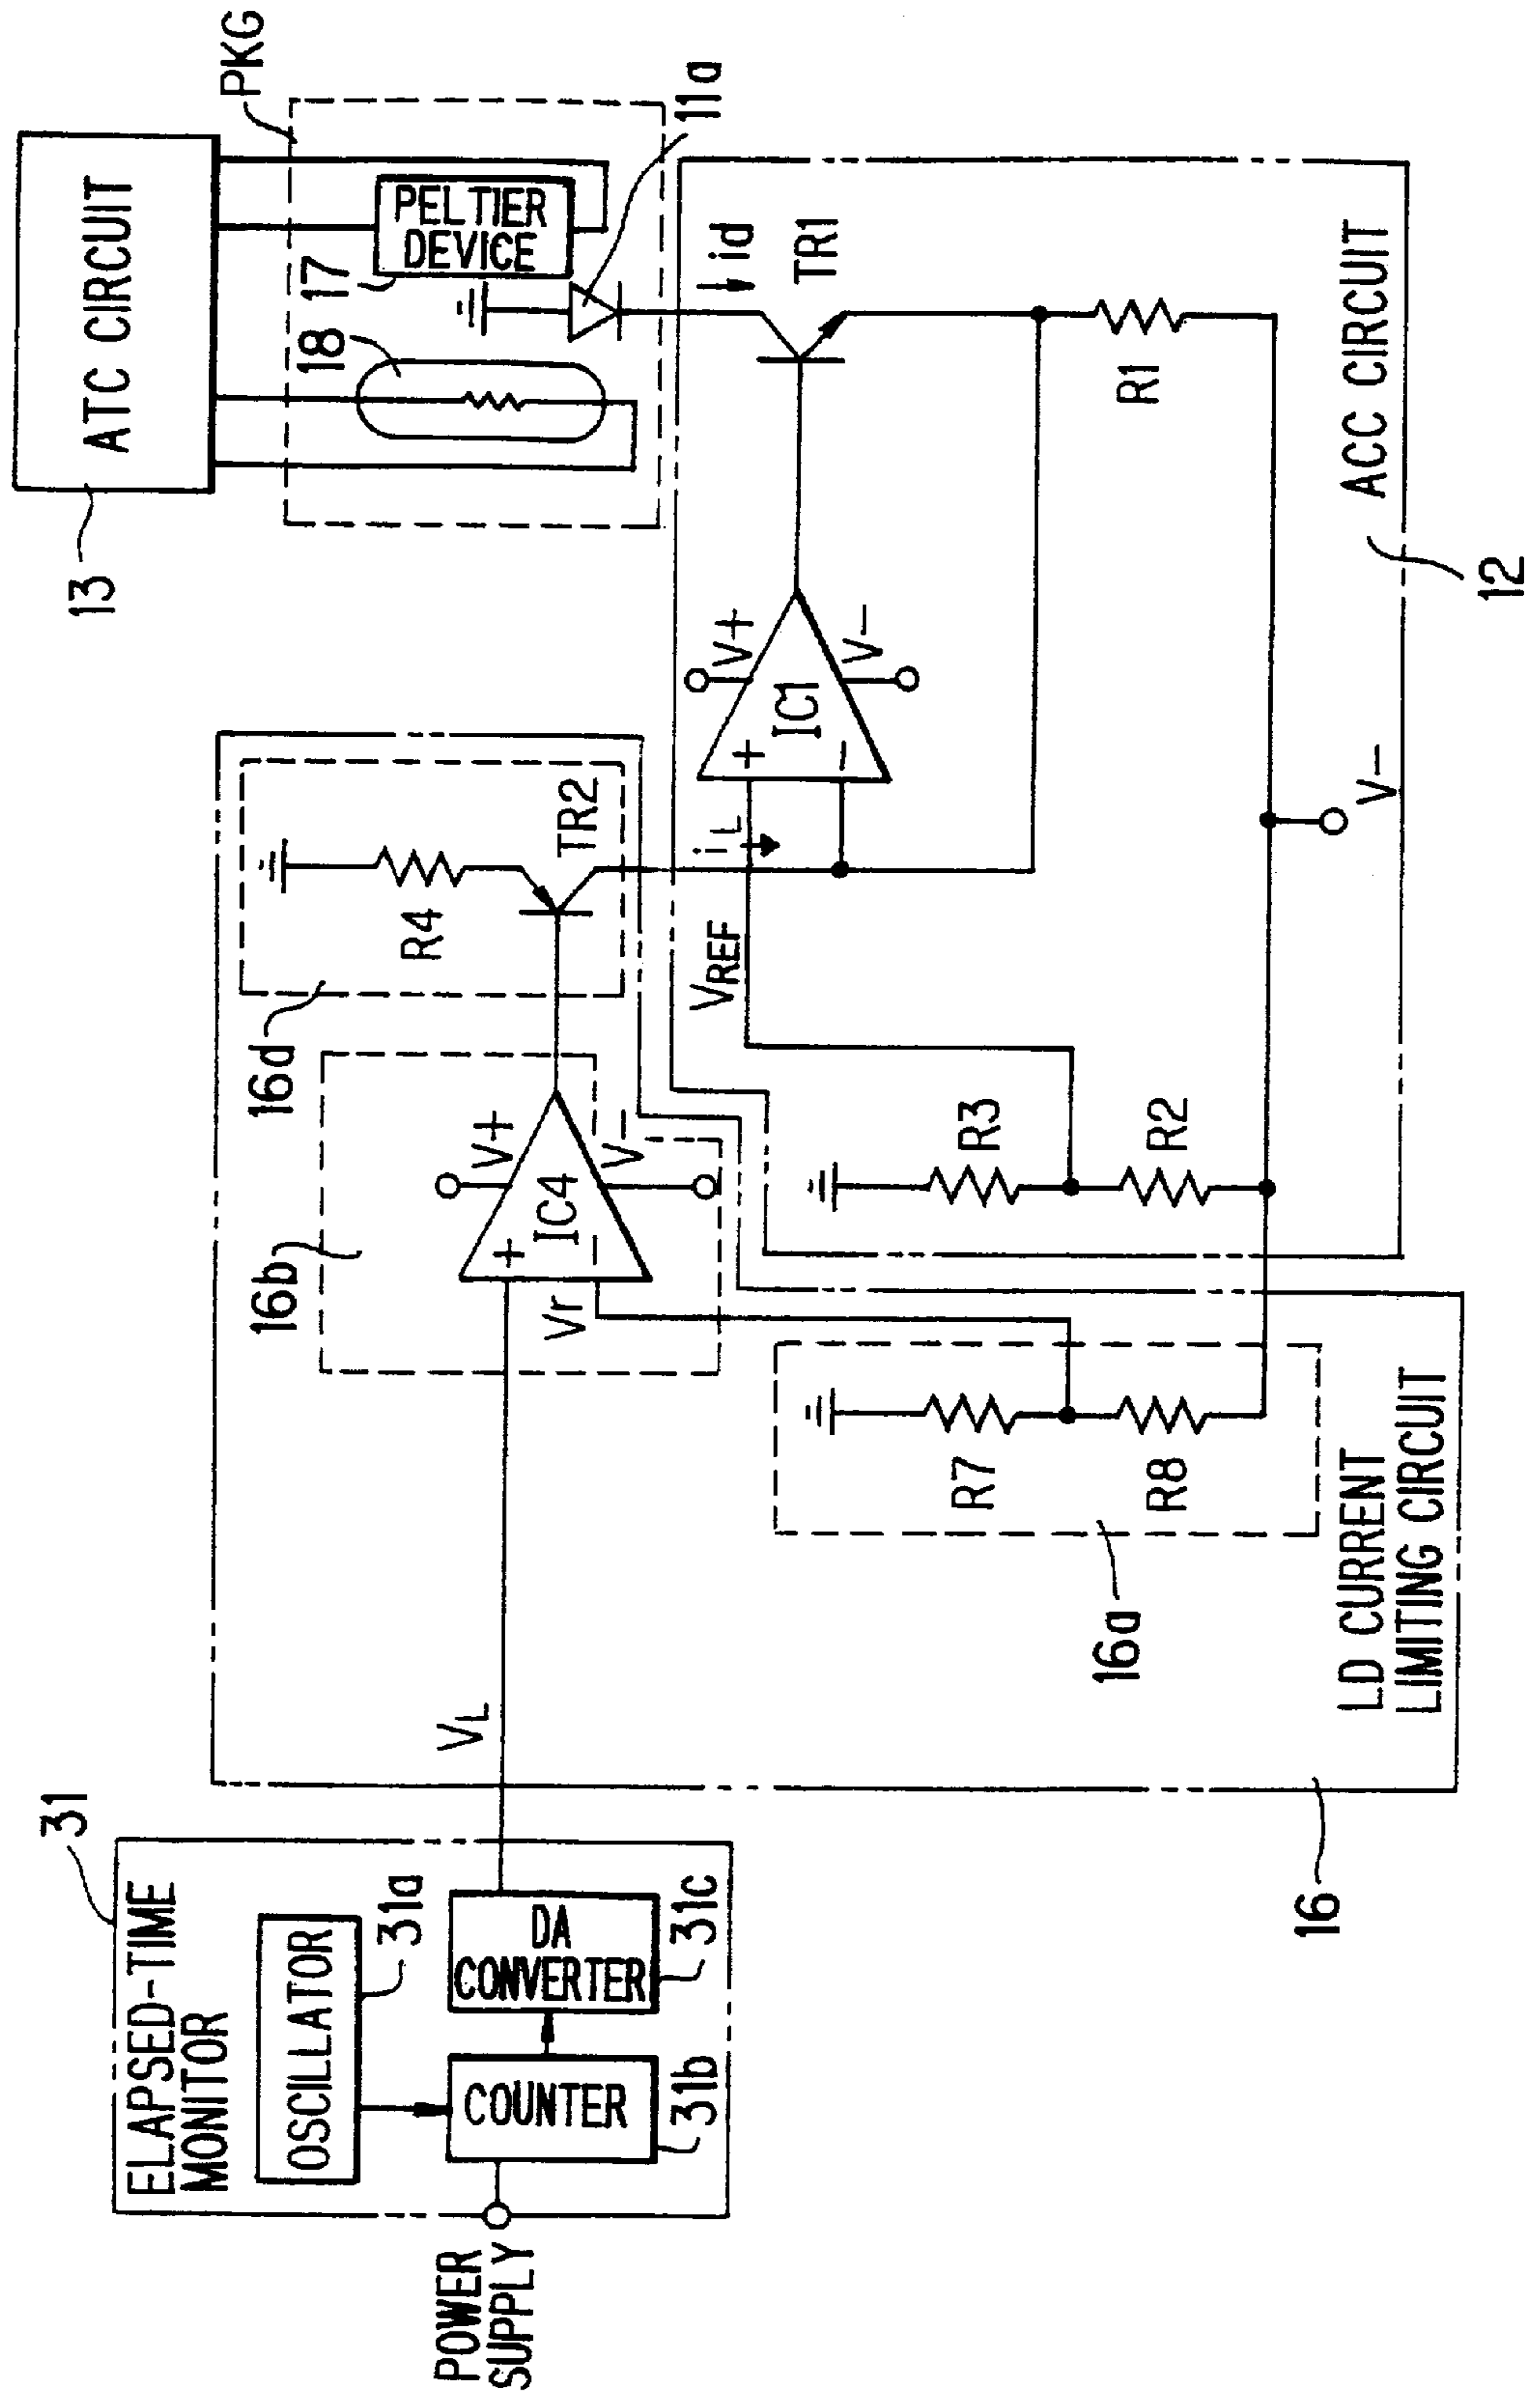 31
ELAPSED-TIME
MONITOR
OSCILLATOR
31a
COUNTER
31b
DA
CONVERTER
31c
POWER
SUPPLY
VL
16b
V+
IC4
+
−
V−
Vr
16d
R4
TR2
R7
R8
16a
LD CURRENT
LIMITING CIRCUIT
16
13
ATC CIRCUIT
PKG
18
17
PELTIER
DEVICE
11a
id
TR1
iL
VREF
V+
IC1
+
−
V−
R3
R2
R1
V−
ACC CIRCUIT
12